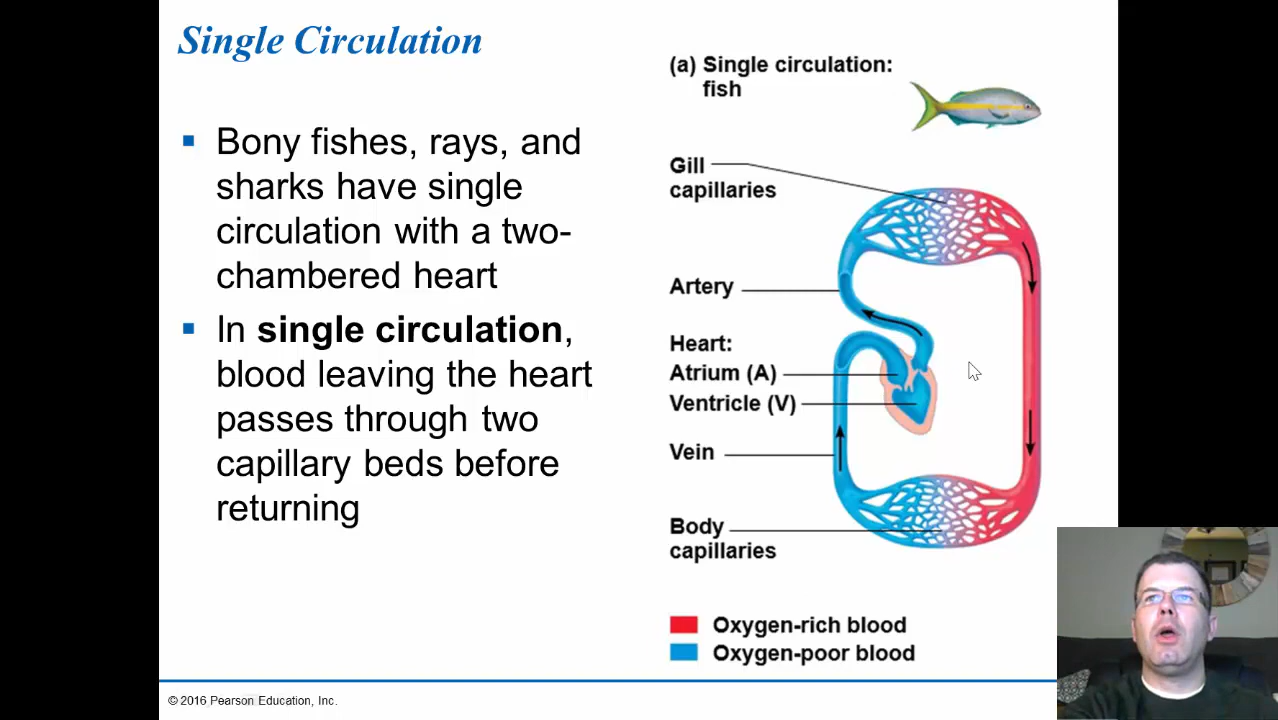 Single Circulation
Bony fishes, rays, and
sharks have single
circulation with a two-
chambered heart
In single circulation,
blood leaving the heart
passes through two
capillary beds before
returning
(a) Single circulation:
fish
Gill
capillaries
Artery
Heart:
Atrium (A)
Ventricle (V)
Vein
Body
capillaries
Oxygen-rich blood
Oxygen-poor blood
© 2016 Pearson Education, Inc.